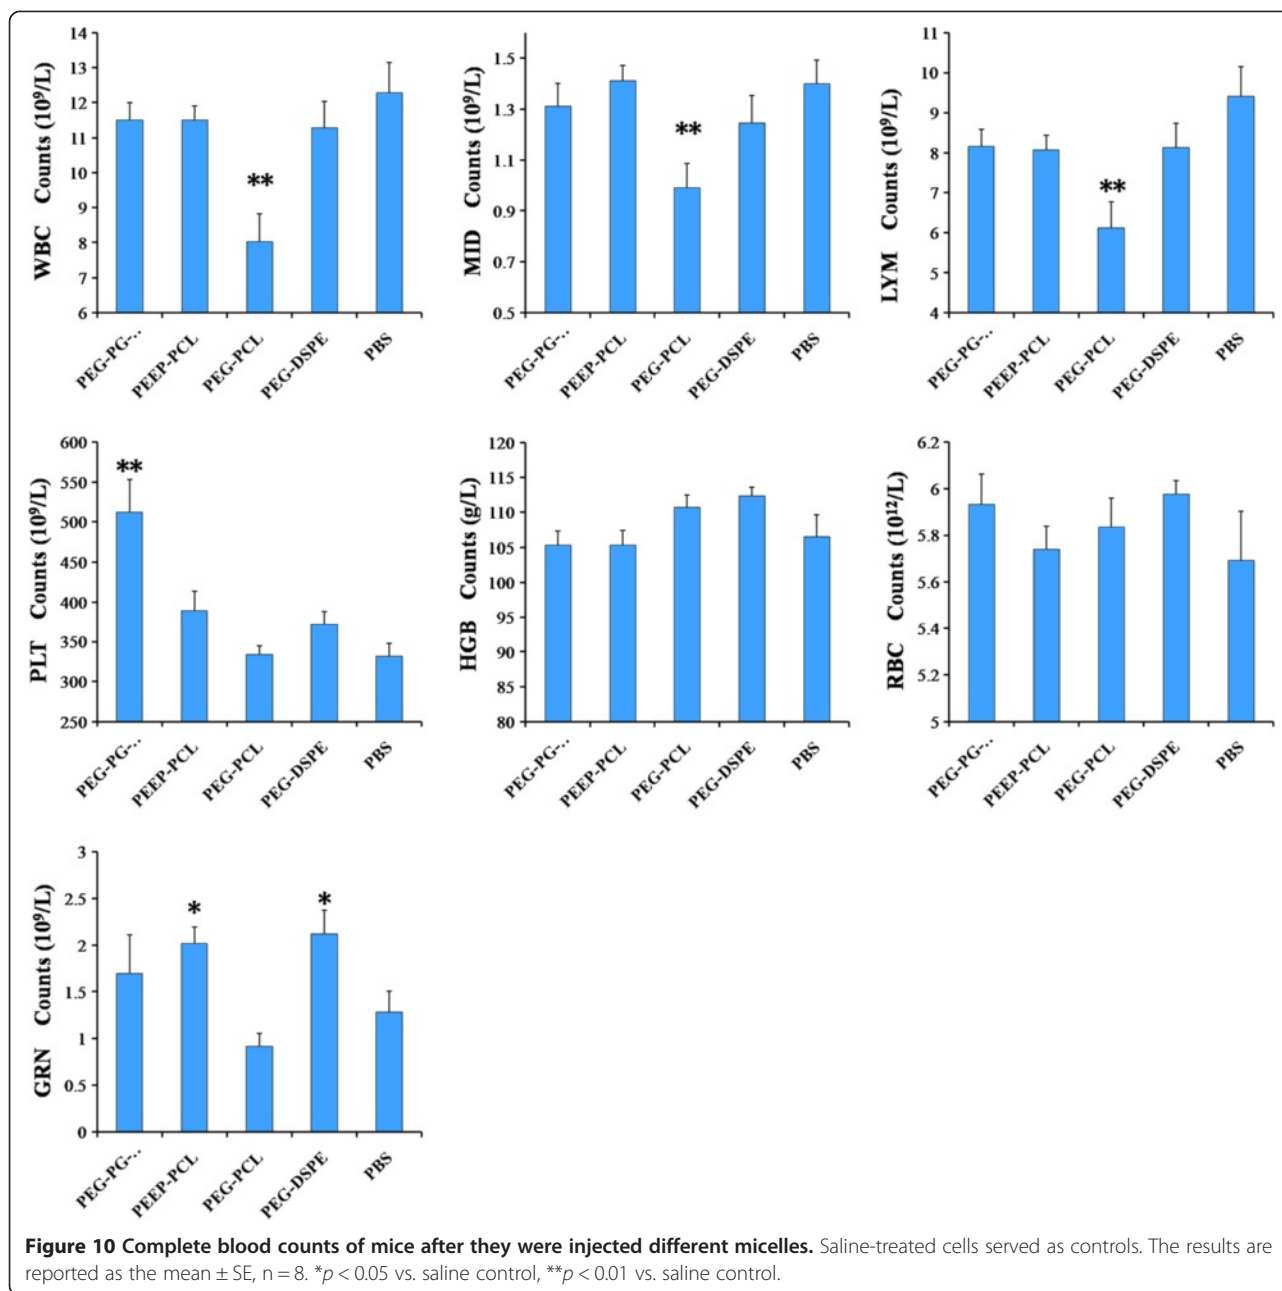 WBC Counts (10⁹/L)
14
13
12
11
10
9
8
7
6
**
PEG-PG-..
PEEP-PCL
PEG-PCL
PEG-DSPE
PBS
MID Counts (10⁹/L)
1.5
1.3
1.1
0.9
0.7
0.5
**
PEG-PG-..
PEEP-PCL
PEG-PCL
PEG-DSPE
PBS
LYM Counts (10⁹/L)
11
10
9
8
7
6
5
4
**
PEG-PG-..
PEEP-PCL
PEG-PCL
PEG-DSPE
PBS
PLT Counts (10⁹/L)
600
550
500
450
400
350
300
250
**
PEG-PG-..
PEEP-PCL
PEG-PCL
PEG-DSPE
PBS
HGB Counts (g/L)
120
115
110
105
100
95
90
85
80
PEG-PG-..
PEEP-PCL
PEG-PCL
PEG-DSPE
PBS
RBC Counts (10¹²/L)
6.2
6
5.8
5.6
5.4
5.2
5
PEG-PG-..
PEEP-PCL
PEG-PCL
PEG-DSPE
PBS
GRN Counts (10⁹/L)
3
2.5
2
1.5
1
0.5
0
*
*
PEG-PG-..
PEEP-PCL
PEG-PCL
PEG-DSPE
PBS
Figure 10 Complete blood counts of mice after they were injected different micelles. Saline-treated cells served as controls. The results are
reported as the mean ± SE, n = 8. *p < 0.05 vs. saline control, **p < 0.01 vs. saline control.